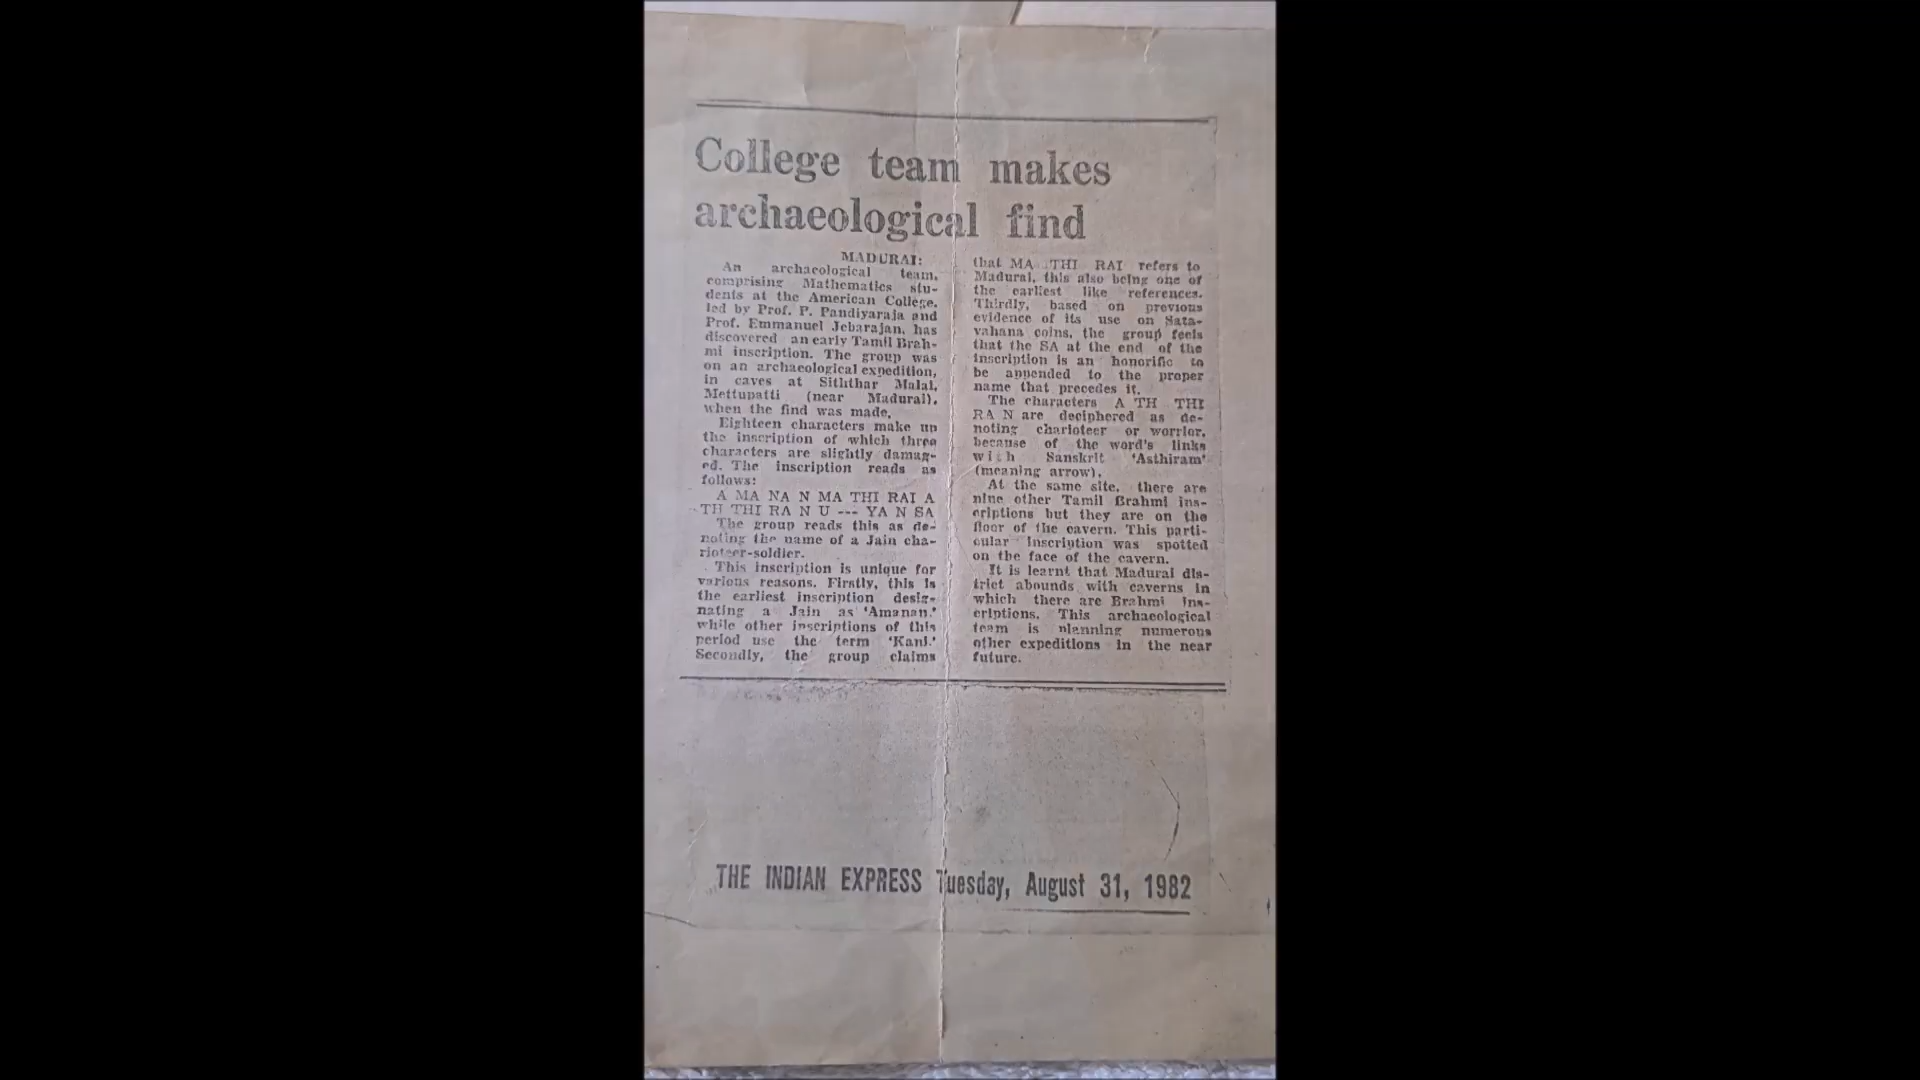 College team makes
archaeological find
MADURAI:
An archaeological team,
comprising Mathematics stu-
dents at the American College,
led by Prof. P. Pandiyaraja and
Prof. Emmanuel Jebarajan, has
discovered an early Tamil Brah-
mi inscription. The group was
on an archaeological expedition,
in caves at Siththar Malai,
Mettupatti (near Madurai),
when the find was made.
Eighteen characters make up
the inscription of which three
characters are slightly damag-
ed. The inscription reads as
follows:
A MA NA N MA THI RAI A
TH THI RA N U --- YA N SA
The group reads this as de-
noting the name of a Jain cha-
rioteer-soldier.
This inscription is unique for
various reasons. Firstly, this is
the earliest inscription desig-
nating a Jain as 'Amanan.'
while other inscriptions of this
period use the term 'Kani.'
Secondly, the group claims
that MA THI RAI refers to
Madurai, this also being one of
the earliest like references.
Thirdly, based on previous
evidence of its use on Sata-
vahana coins, the group feels
that the SA at the end of the
inscription is an honorific to
be appended to the proper
name that precedes it.
The characters A TH THI
RA N are deciphered as de-
noting charioteer or worrior,
because of the word's links
with Sanskrit 'Asthiram'
(meaning arrow).
At the same site, there are
nine other Tamil Brahmi ins-
criptions but they are on the
floor of the cavern. This parti-
cular inscription was spotted
on the face of the cavern.
It is learnt that Madurai dis-
trict abounds with caverns in
which there are Brahmi ins-
criptions. This archaeological
team is planning numerous
other expeditions in the near
future.
THE INDIAN EXPRESS Tuesday, August 31, 1982